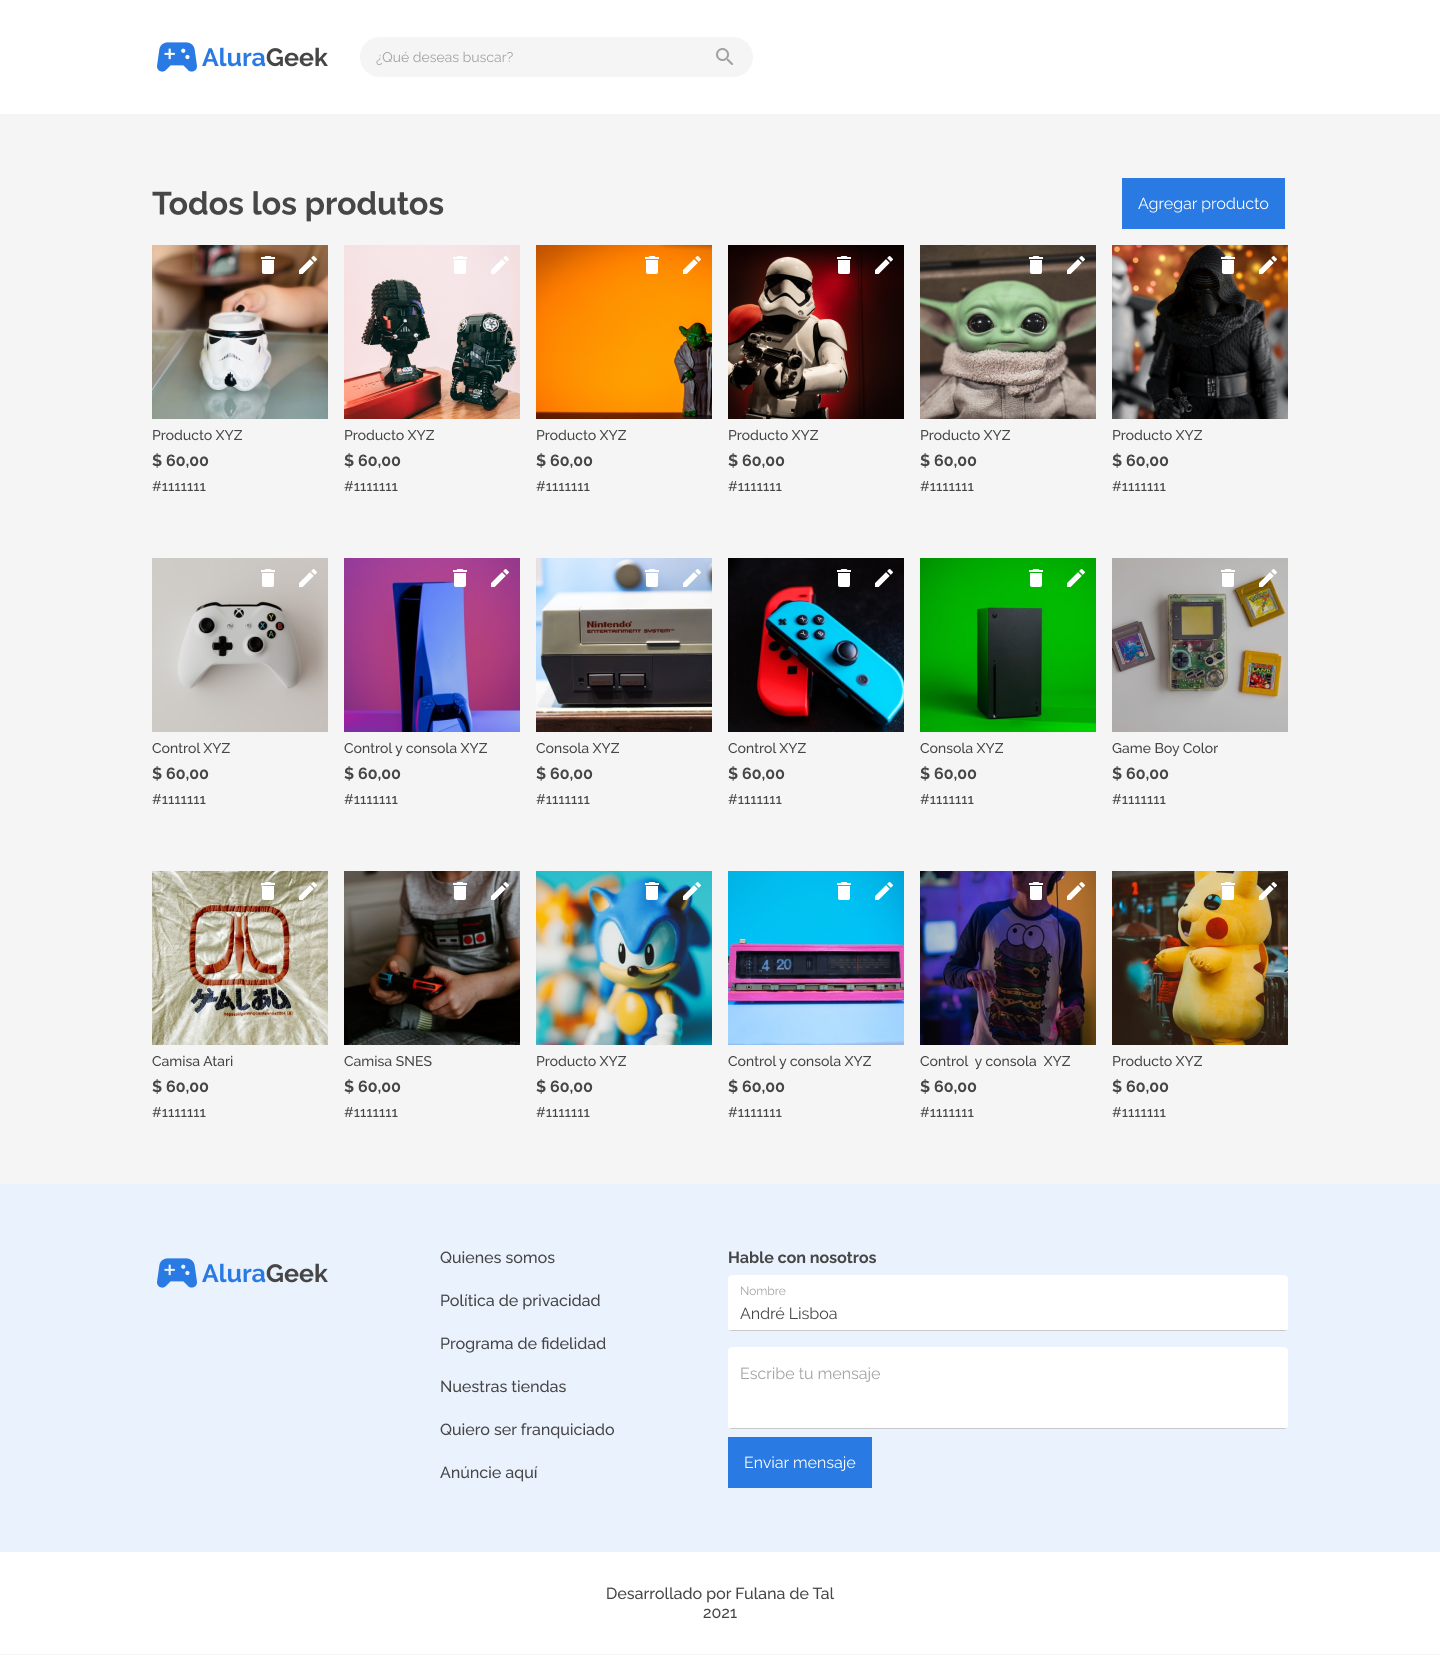 AluraGeek
¿Qué deseas buscar?
Todos los produtos
Agregar producto
Producto XYZ
$ 60,00
#1111111
Producto XYZ
$ 60,00
#1111111
Producto XYZ
$ 60,00
#1111111
Producto XYZ
$ 60,00
#1111111
Producto XYZ
$ 60,00
#1111111
Producto XYZ
$ 60,00
#1111111
Y
X
B
A
Control XYZ
$ 60,00
#1111111
Control y consola XYZ
$ 60,00
#1111111
Nintendo
ENTERTAINMENT SYSTEM™
Consola XYZ
$ 60,00
#1111111
Control XYZ
$ 60,00
#1111111
Consola XYZ
$ 60,00
#1111111
Game Boy Color
$ 60,00
#1111111
Camisa Atari
$ 60,00
#1111111
Camisa SNES
$ 60,00
#1111111
Producto XYZ
$ 60,00
#1111111
4 20
Control y consola XYZ
$ 60,00
#1111111
Control y consola XYZ
$ 60,00
#1111111
Producto XYZ
$ 60,00
#1111111
AluraGeek
Quienes somos
Política de privacidad
Programa de fidelidad
Nuestras tiendas
Quiero ser franquiciado
Anúncie aquí
Hable con nosotros
Nombre
André Lisboa
Escribe tu mensaje
Enviar mensaje
Desarrollado por Fulana de Tal
2021